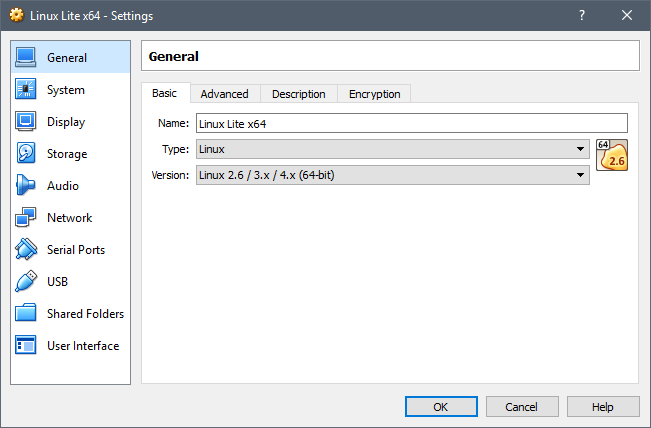 Linux Lite x64 - Settings
?
General
System
Display
Storage
Audio
Network
Serial Ports
USB
Shared Folders
User Interface
General
Basic Advanced Description Encryption
Name: Linux Lite x64
Type: Linux
Version: Linux 2.6 / 3.x / 4.x (64-bit)
64
2.6
OK Cancel Help